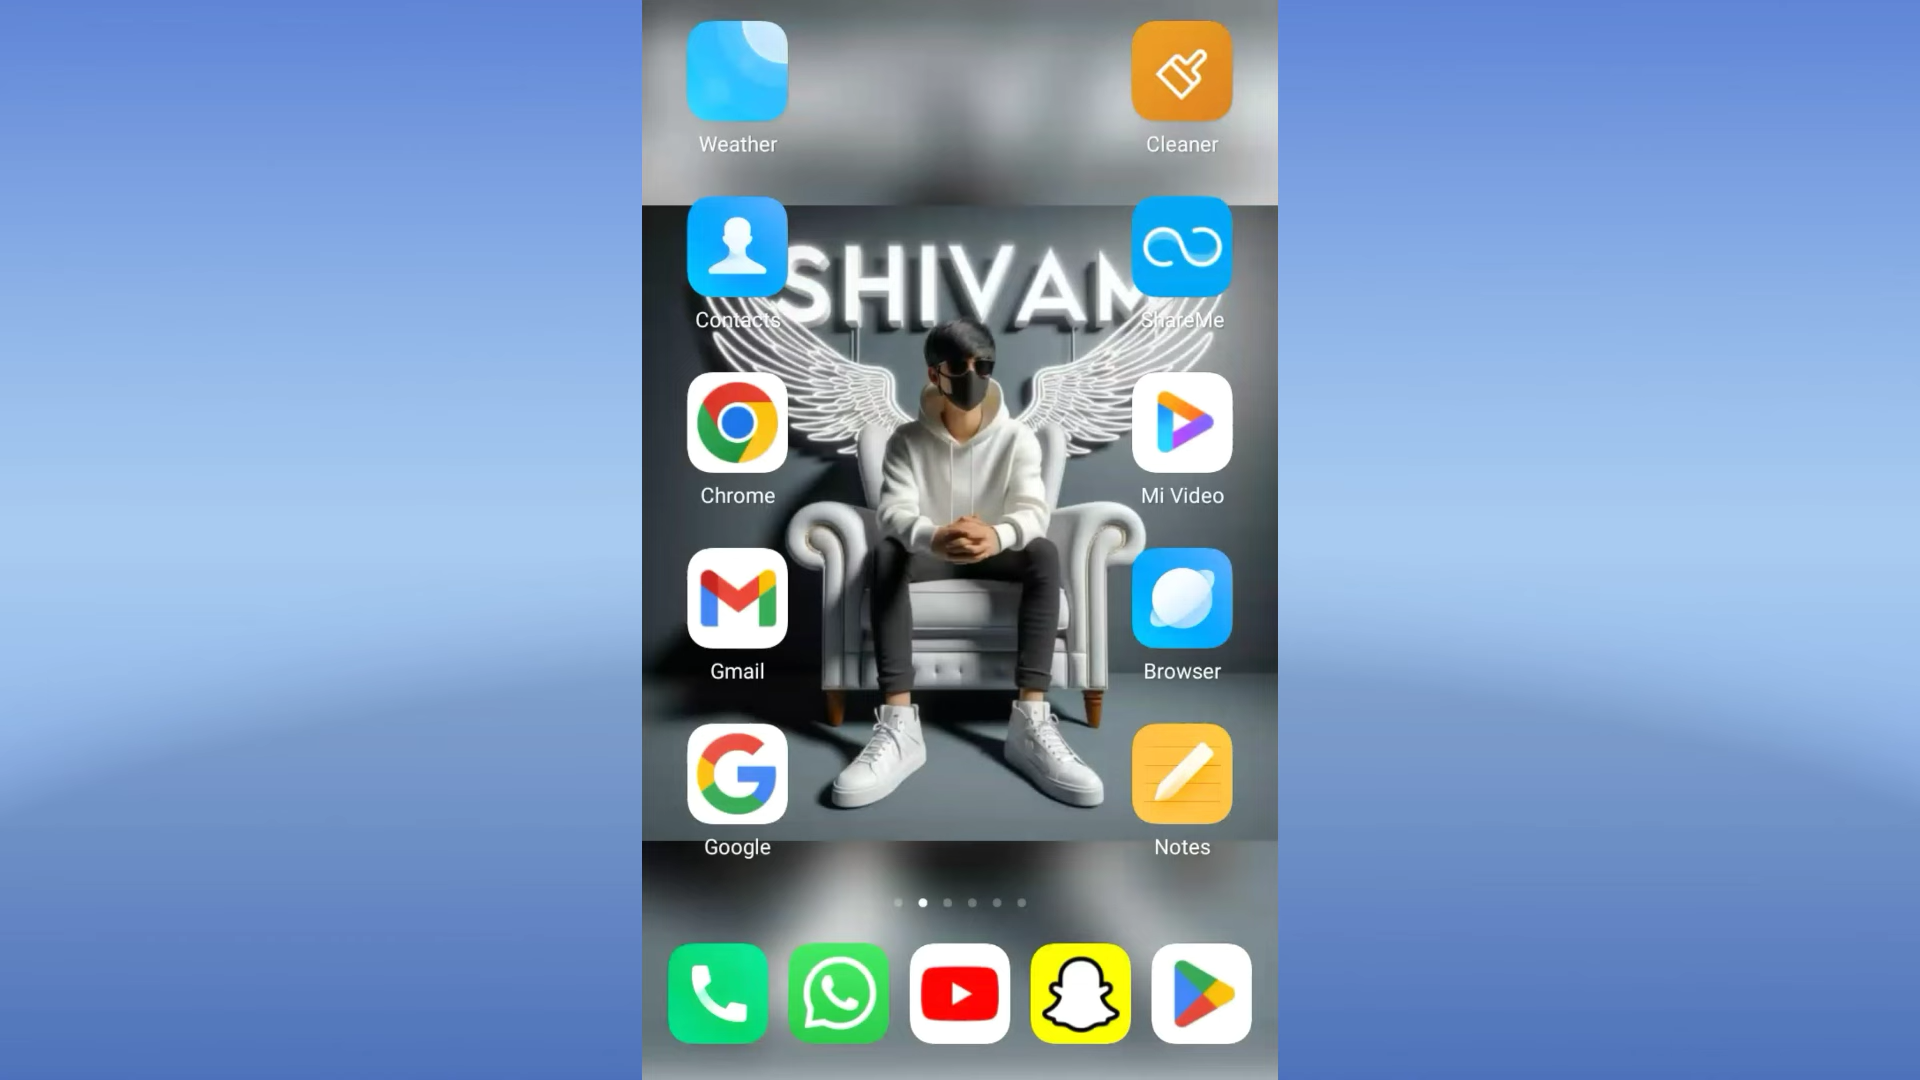 Weather
Cleaner
SHIVAM
Contacts
ShareMe
Chrome
Mi Video
Gmail
Browser
Google
Notes